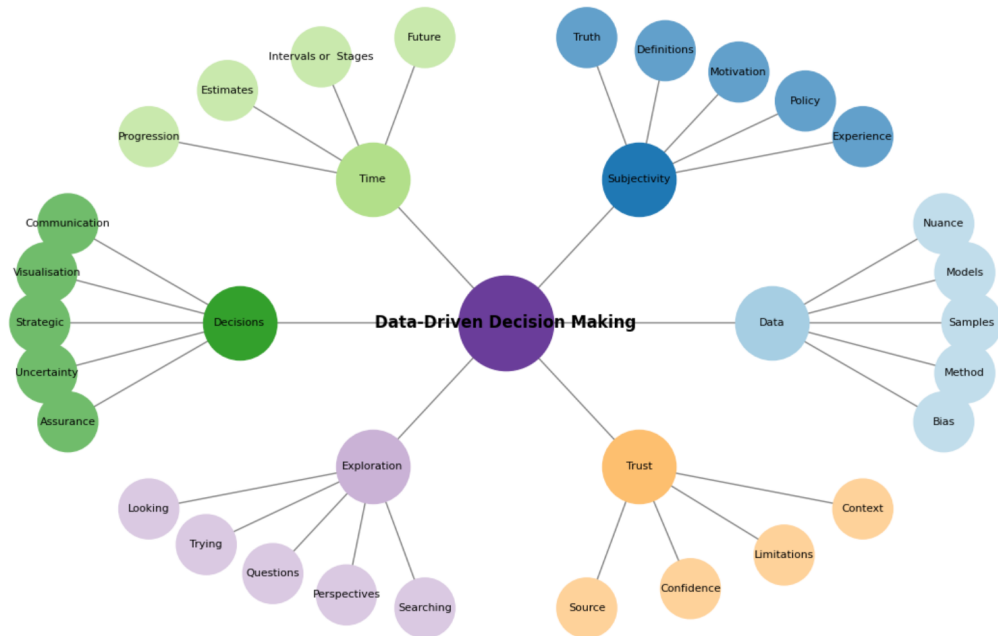 Future
Truth
Definitions
Intervals or  Stages
Motivation
Estimates
Policy
Progression
Experience
Time
Subjectivity
Communication
Nuance
Visualisation
Models
Strategic
Decisions
Data-Driven Decision Making
Data
Samples
Uncertainty
Method
Assurance
Bias
Exploration
Trust
Looking
Context
Trying
Limitations
Questions
Confidence
Perspectives
Searching
Source